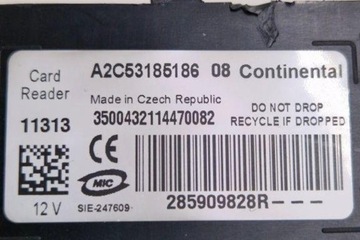 Card Reader
A2C53185186 08 Continental
Made in Czech Republic
11313
3500432114470082
DO NOT DROP
RECYCLE IF DROPPED
CE
MIC
12 V
SIE-247609
285909828R---